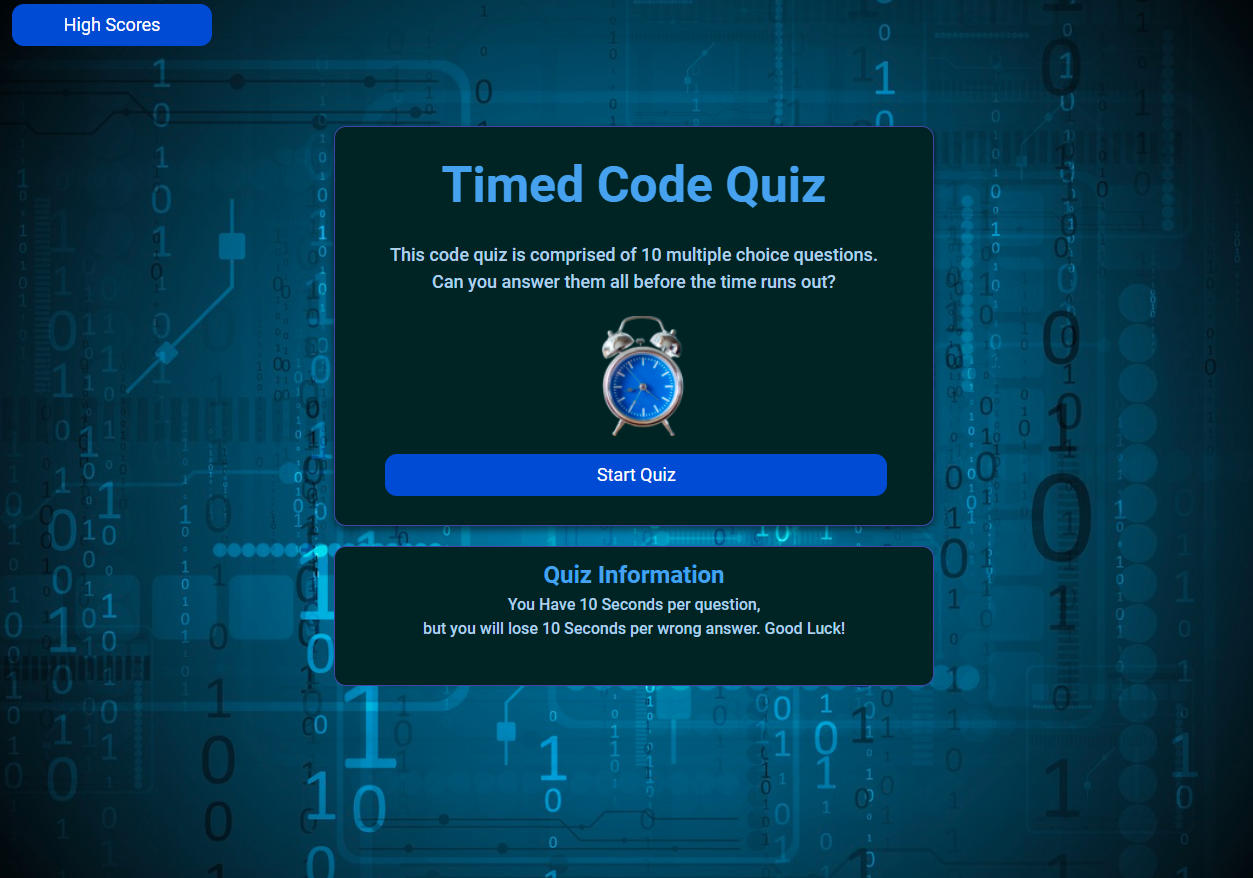 High Scores
Timed Code Quiz
This code quiz is comprised of 10 multiple choice questions.
Can you answer them all before the time runs out?
Start Quiz
Quiz Information
You Have 10 Seconds per question,
but you will lose 10 Seconds per wrong answer. Good Luck!